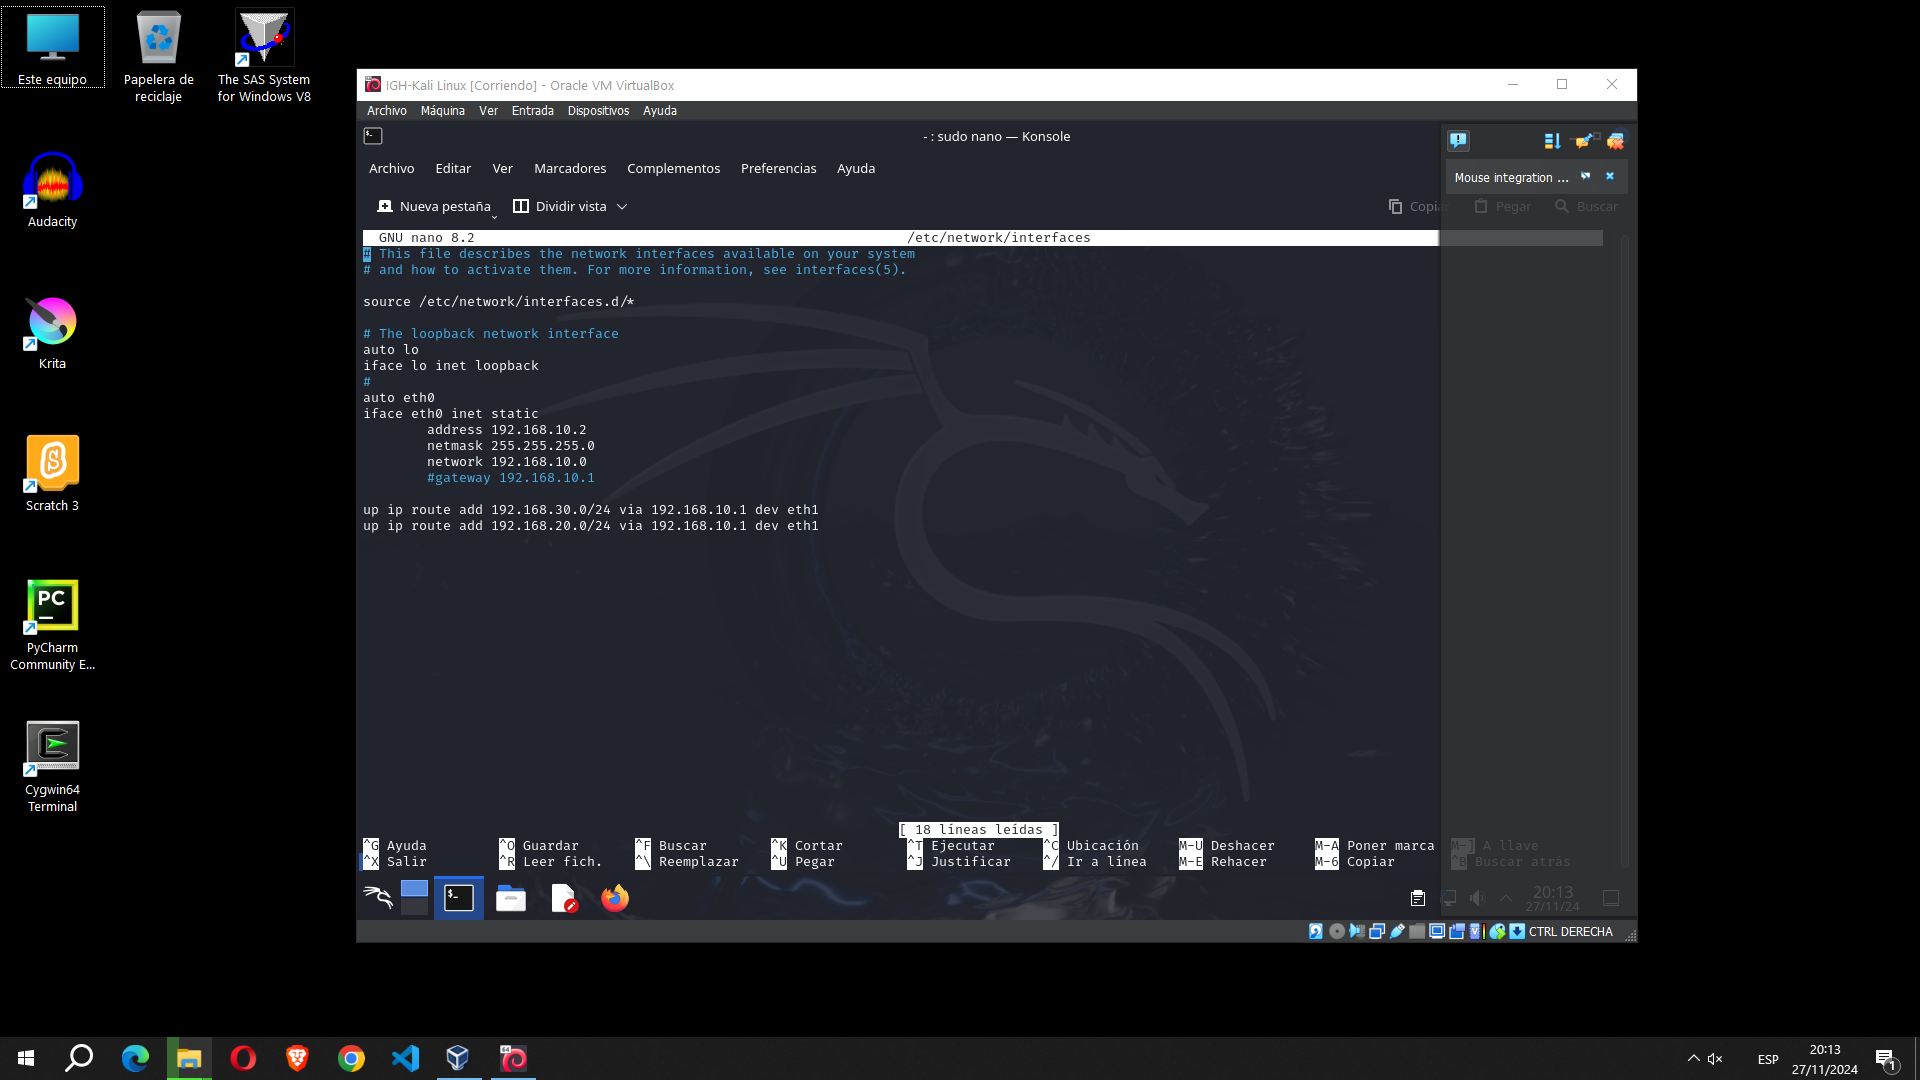 Este equipo
Papelera de
reciclaje
The SAS System
for Windows V8
Audacity
Krita
Scratch 3
PC
PyCharm
Community E...
Cygwin64
Terminal
IGH-Kali Linux [Corriendo] - Oracle VM VirtualBox
Archivo Máquina Ver Entrada Dispositivos Ayuda
- : sudo nano — Konsole
Archivo Editar Ver Marcadores Complementos Preferencias Ayuda
Mouse integration ...
Nueva pestaña Dividir vista Copiar Pegar Buscar
GNU nano 8.2 /etc/network/interfaces
# This file describes the network interfaces available on your system
# and how to activate them. For more information, see interfaces(5).
source /etc/network/interfaces.d/*
# The loopback network interface
auto lo
iface lo inet loopback
#
auto eth0
iface eth0 inet static
address 192.168.10.2
netmask 255.255.255.0
network 192.168.10.0
#gateway 192.168.10.1
up ip route add 192.168.30.0/24 via 192.168.10.1 dev eth1
up ip route add 192.168.20.0/24 via 192.168.10.1 dev eth1
[ 18 líneas leídas ]
^G Ayuda ^O Guardar ^F Buscar ^K Cortar ^T Ejecutar ^C Ubicación M-U Deshacer M-A Poner marca M-] A llave
^X Salir ^R Leer fich. ^\ Reemplazar ^U Pegar ^J Justificar ^/ Ir a línea M-E Rehacer M-6 Copiar ^B Buscar atrás
20:13
27/11/24
CTRL DERECHA
ESP
20:13
27/11/2024
1